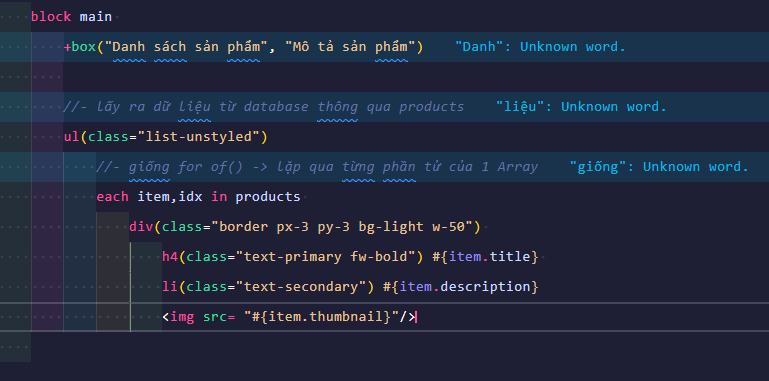 block main
+box("Danh sách sản phẩm", "Mô tả sản phẩm") "Danh": Unknown word.
//- lấy ra dữ liệu từ database thông qua products "liệu": Unknown word.
ul(class="list-unstyled")
//- giống for of() -> lặp qua từng phần tử của 1 Array "giống": Unknown word.
each item,idx in products
div(class="border px-3 py-3 bg-light w-50")
h4(class="text-primary fw-bold") #{item.title}
li(class="text-secondary") #{item.description}
<img src= "#{item.thumbnail}"/>